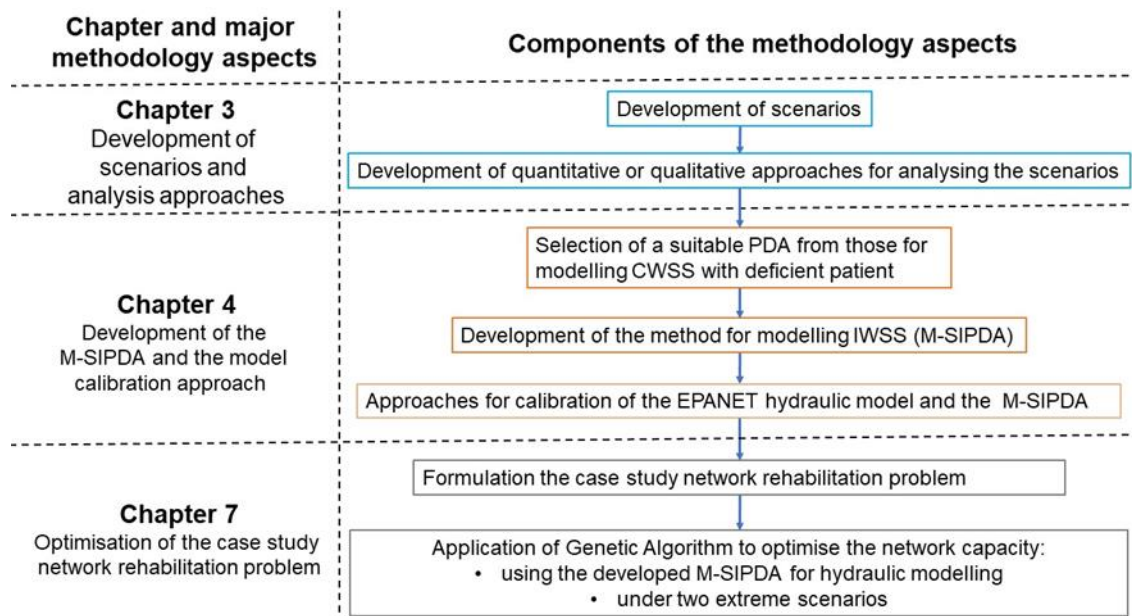 Chapter and major
methodology aspects
Components of the methodology aspects
Chapter 3
Development of
scenarios and
analysis approaches
Development of scenarios
Development of quantitative or qualitative approaches for analysing the scenarios
Chapter 4
Development of the
M-SIPDA and the model
calibration approach
Selection of a suitable PDA from those for
modelling CWSS with deficient patient
Development of the method for modelling IWSS (M-SIPDA)
Approaches for calibration of the EPANET hydraulic model and the M-SIPDA
Chapter 7
Optimisation of the case study
network rehabilitation problem
Formulation the case study network rehabilitation problem
Application of Genetic Algorithm to optimise the network capacity:
• using the developed M-SIPDA for hydraulic modelling
• under two extreme scenarios